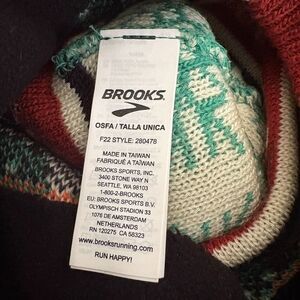 BROOKS
OSFA / TALLA UNICA
F22 STYLE: 280478
MADE IN TAIWAN
FABRIQUÉ A TAIWAN
BROOKS SPORTS, INC.
3400 STONE WAY N
SEATTLE, WA 98103
1-800-2-BROOKS
EU: BROOKS SPORTS B.V.
OLYMPISCH STADION 33
1076 DE AMSTERDAM
NETHERLANDS
RN 120275 CA 58323
www.brooksrunning.com
RUN HAPPY!